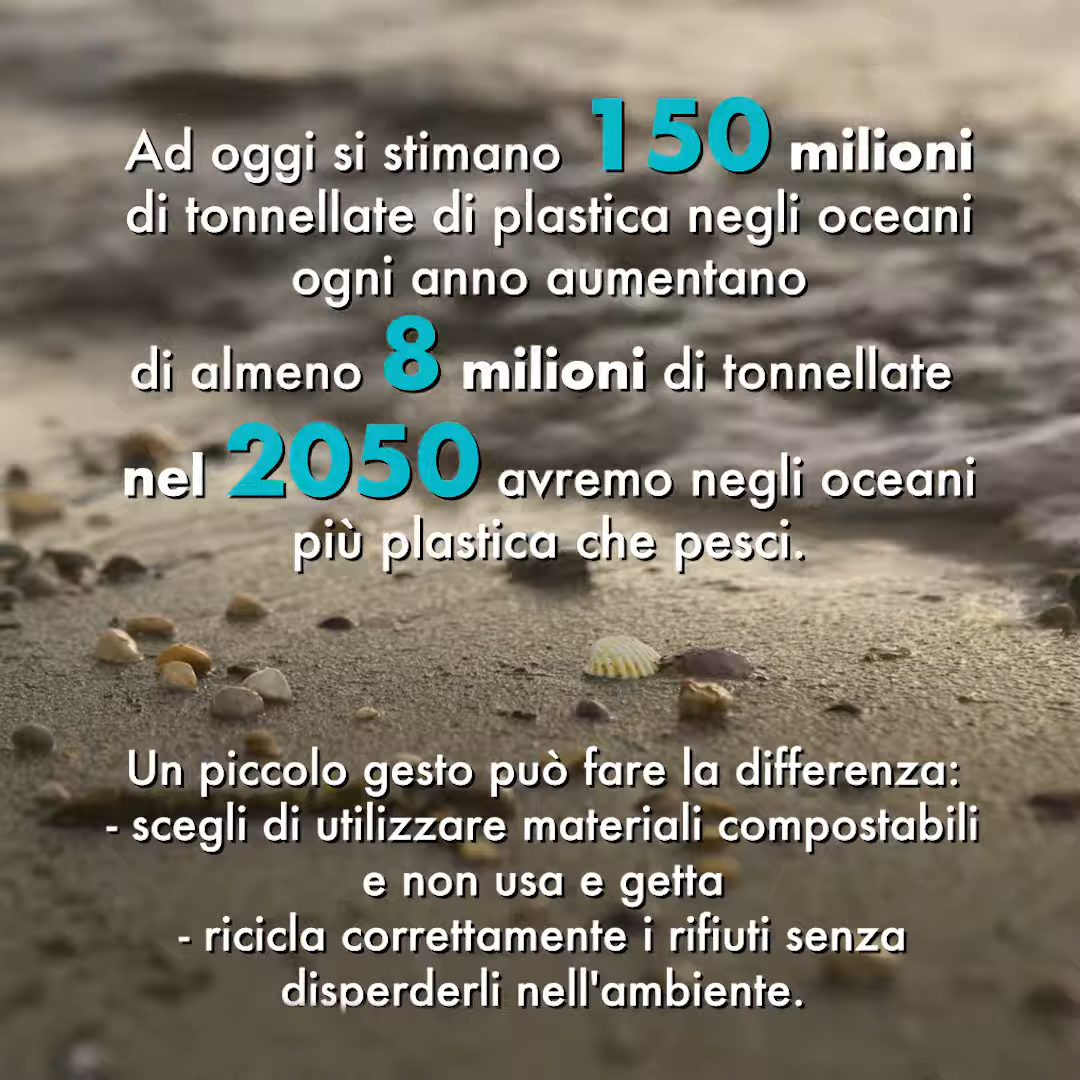 Ad oggi si stimano 150 milioni
di tonnellate di plastica negli oceani
ogni anno aumentano
di almeno 8 milioni di tonnellate
nel 2050 avremo negli oceani
più plastica che pesci.
Un piccolo gesto può fare la differenza:
- scegli di utilizzare materiali compostabili
e non usa e getta
- ricicla correttamente i rifiuti senza
disperderli nell'ambiente.